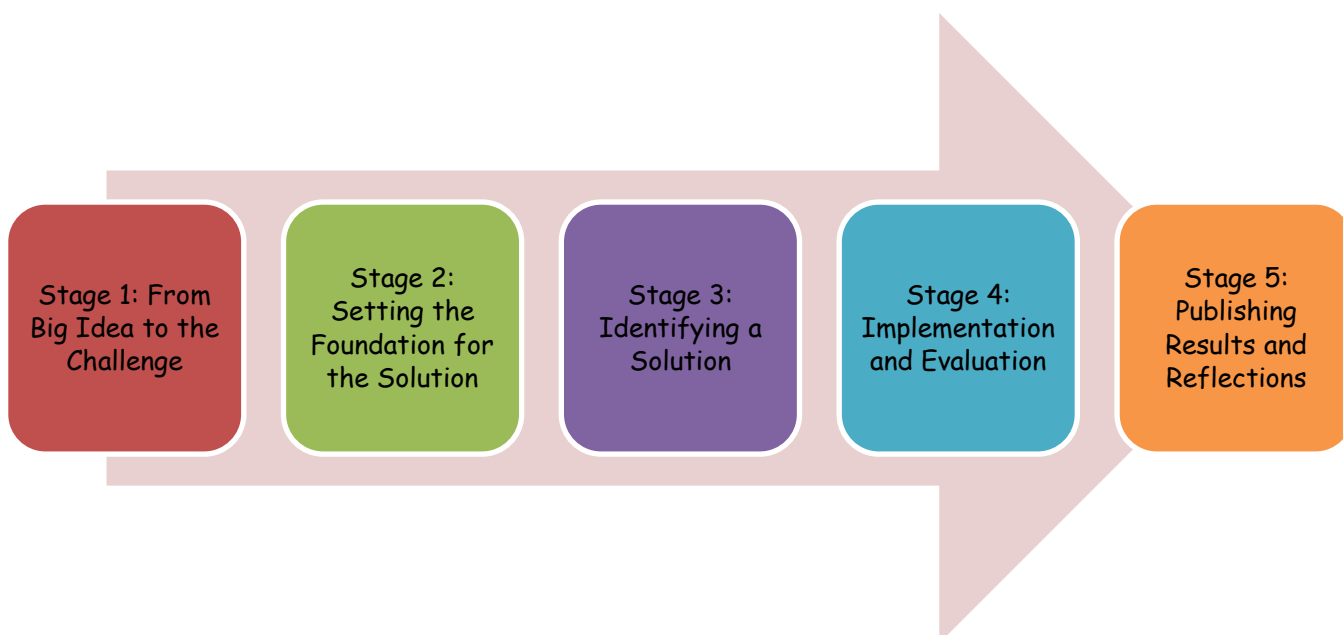 Stage 1: From
Big Idea to the
Challenge
Stage 2:
Setting the
Foundation for
the Solution
Stage 3:
Identifying a
Solution
Stage 4:
Implementation
and Evaluation
Stage 5:
Publishing
Results and
Reflections